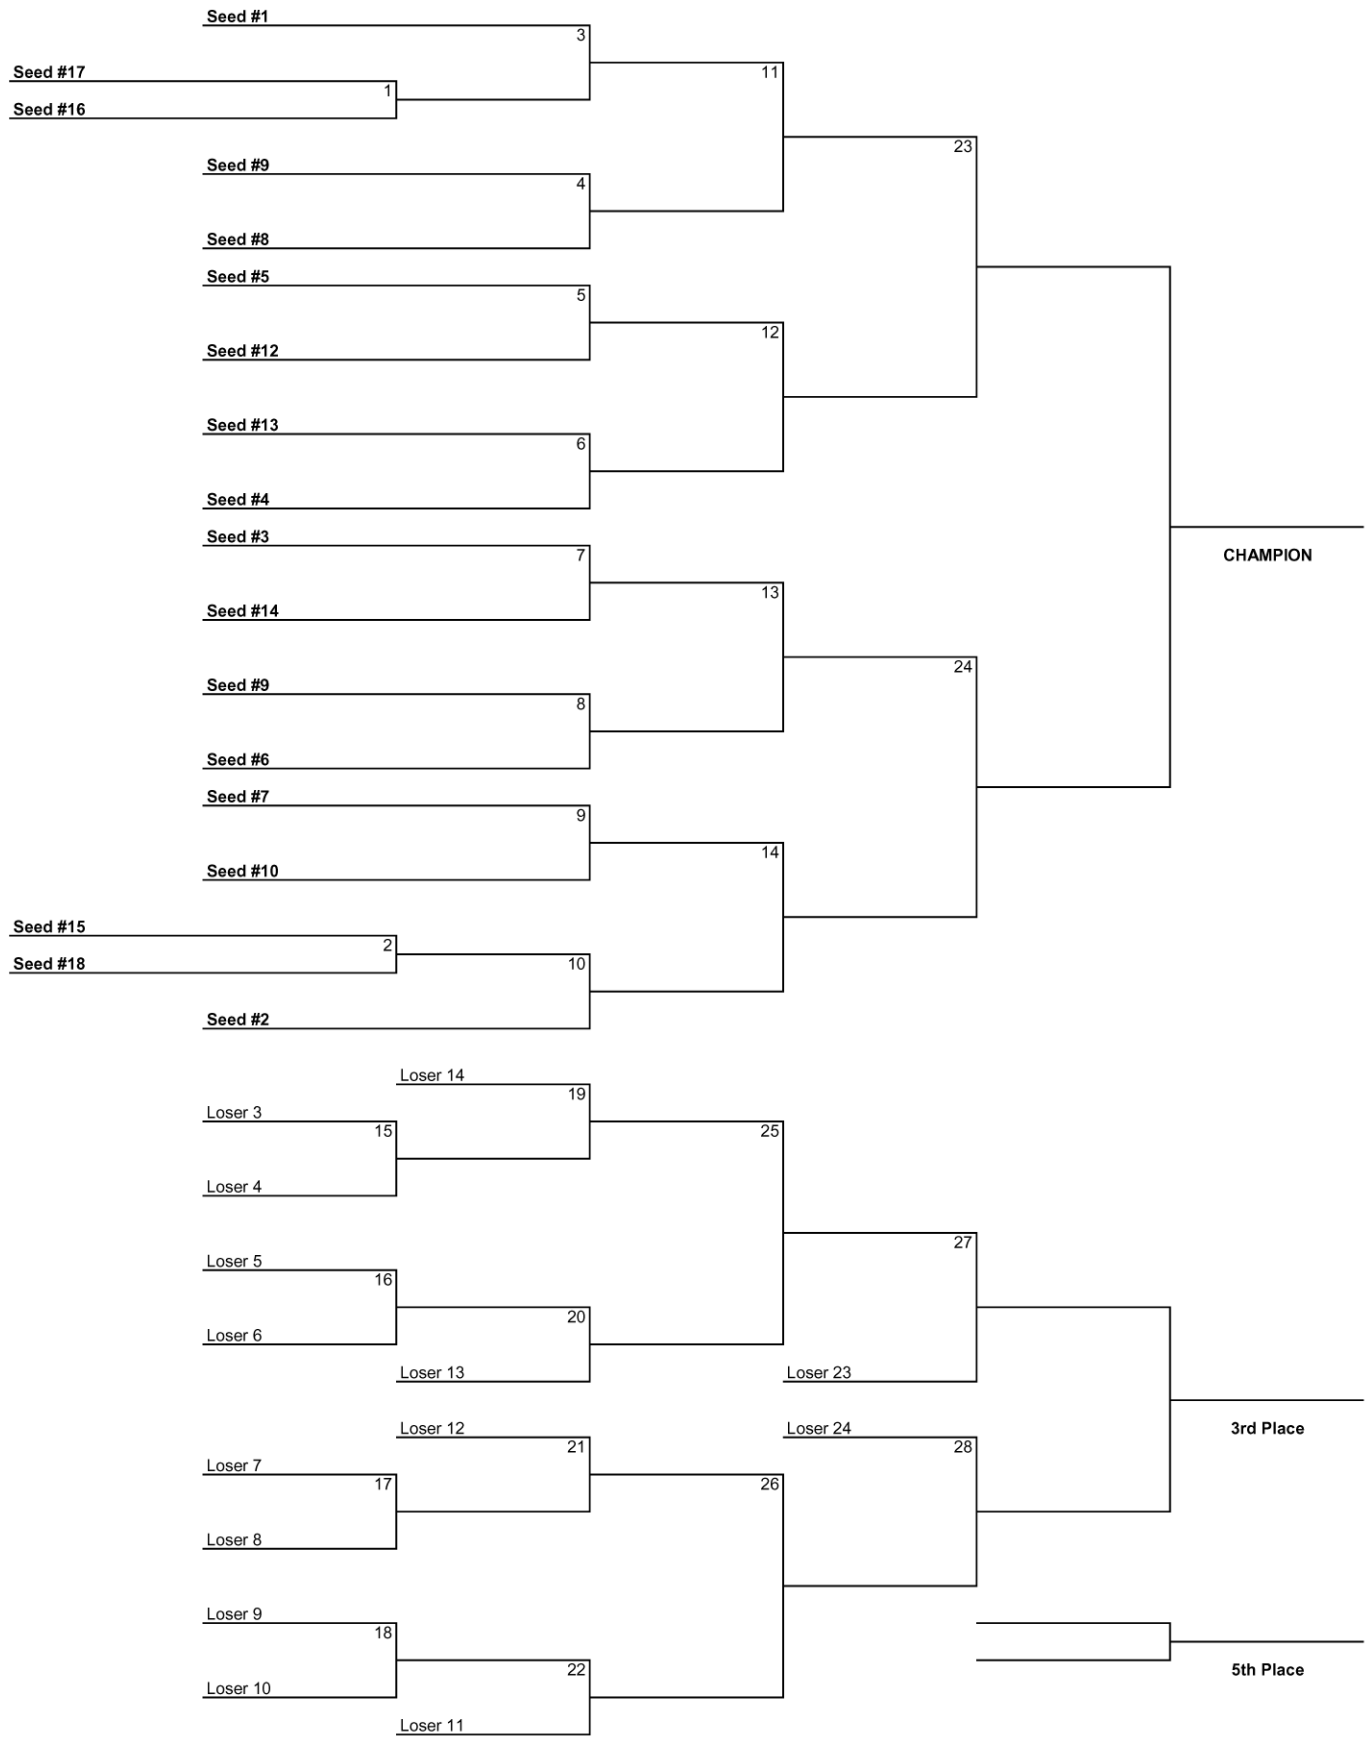 Seed #1
3
Seed #17
11
1
Seed #16
23
Seed #9
4
Seed #8
Seed #5
5
12
Seed #12
Seed #13
6
Seed #4
Seed #3
7
CHAMPION
13
Seed #14
24
Seed #9
8
Seed #6
Seed #7
9
14
Seed #10
Seed #15
2
Seed #18
10
Seed #2
Loser 14
19
Loser 3
15
25
Loser 4
27
Loser 5
16
20
Loser 6
Loser 13
Loser 23
Loser 12
Loser 24
3rd Place
21
28
Loser 7
17
26
Loser 8
Loser 9
18
22
5th Place
Loser 10
Loser 11